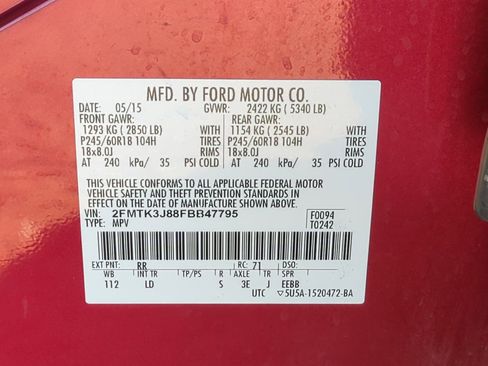 MFD. BY FORD MOTOR CO.
DATE: 05/15 GVWR: 2422 KG ( 5340 LB)
FRONT GAWR: REAR GAWR:
1293 KG ( 2850 LB) WITH 1154 KG ( 2545 LB) WITH
P245/60R18 104H TIRES P245/60R18 104H TIRES
18x8.0J RIMS 18x8.0J RIMS
AT 240 kPa/ 35 PSI COLD AT 240 kPa/ 35 PSI COLD
THIS VEHICLE CONFORMS TO ALL APPLICABLE FEDERAL MOTOR
VEHICLE SAFETY AND THEFT PREVENTION STANDARDS IN
EFFECT ON THE DATE OF MANUFACTURE SHOWN ABOVE.
VIN: 2FMTK3J88FBB47795 F0094
TYPE: MPV T0242
EXT PNT: RR RC: 71 DSO:
WB INT TR TP/PS R AXLE TR SPR
112 LD S 3E J EEBB
UTC ▽5U5A-1520472-BA